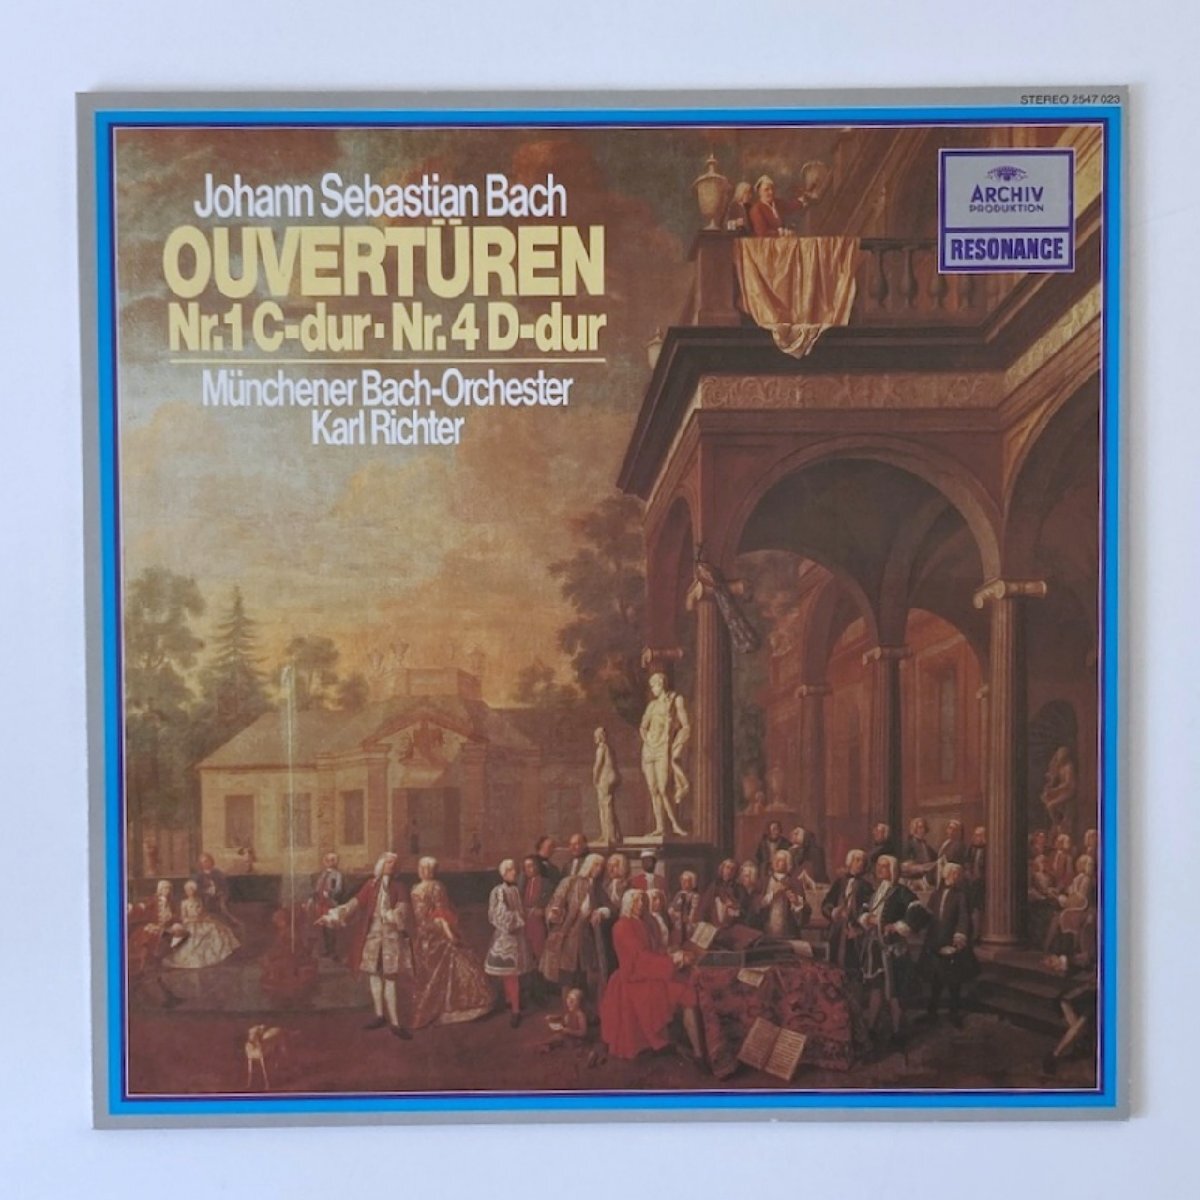 STEREO 2547 023
Johann Sebastian Bach
OUVERTÜREN
Nr. 1 C-dur · Nr. 4 D-dur
Münchener Bach-Orchester
Karl Richter
ARCHIV
PRODUKTION
RESONANCE